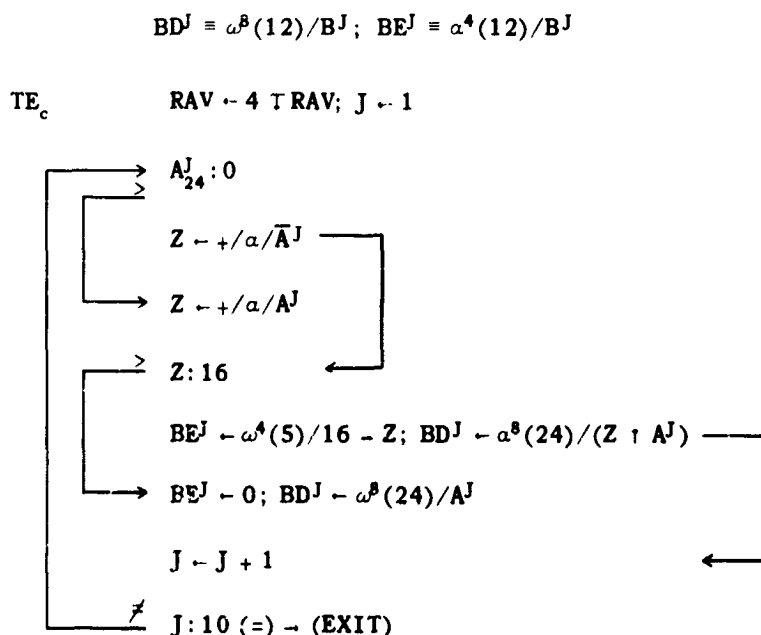 BD^J ≡ ω^8(12)/B^J; BE^J ≡ α^4(12)/B^J
TE_c RAV ← 4 ⊤ RAV; J ← 1
A^J_24:0
>
Z ← +/α/A̅^J
Z ← +/α/A^J
>
Z:16
BE^J ← ω^4(5)/16 - Z; BD^J ← α^8(24)/(Z ↑ A^J)
BE^J ← 0; BD^J ← ω^8(24)/A^J
J ← J + 1
≠
J:10 (=) → (EXIT)